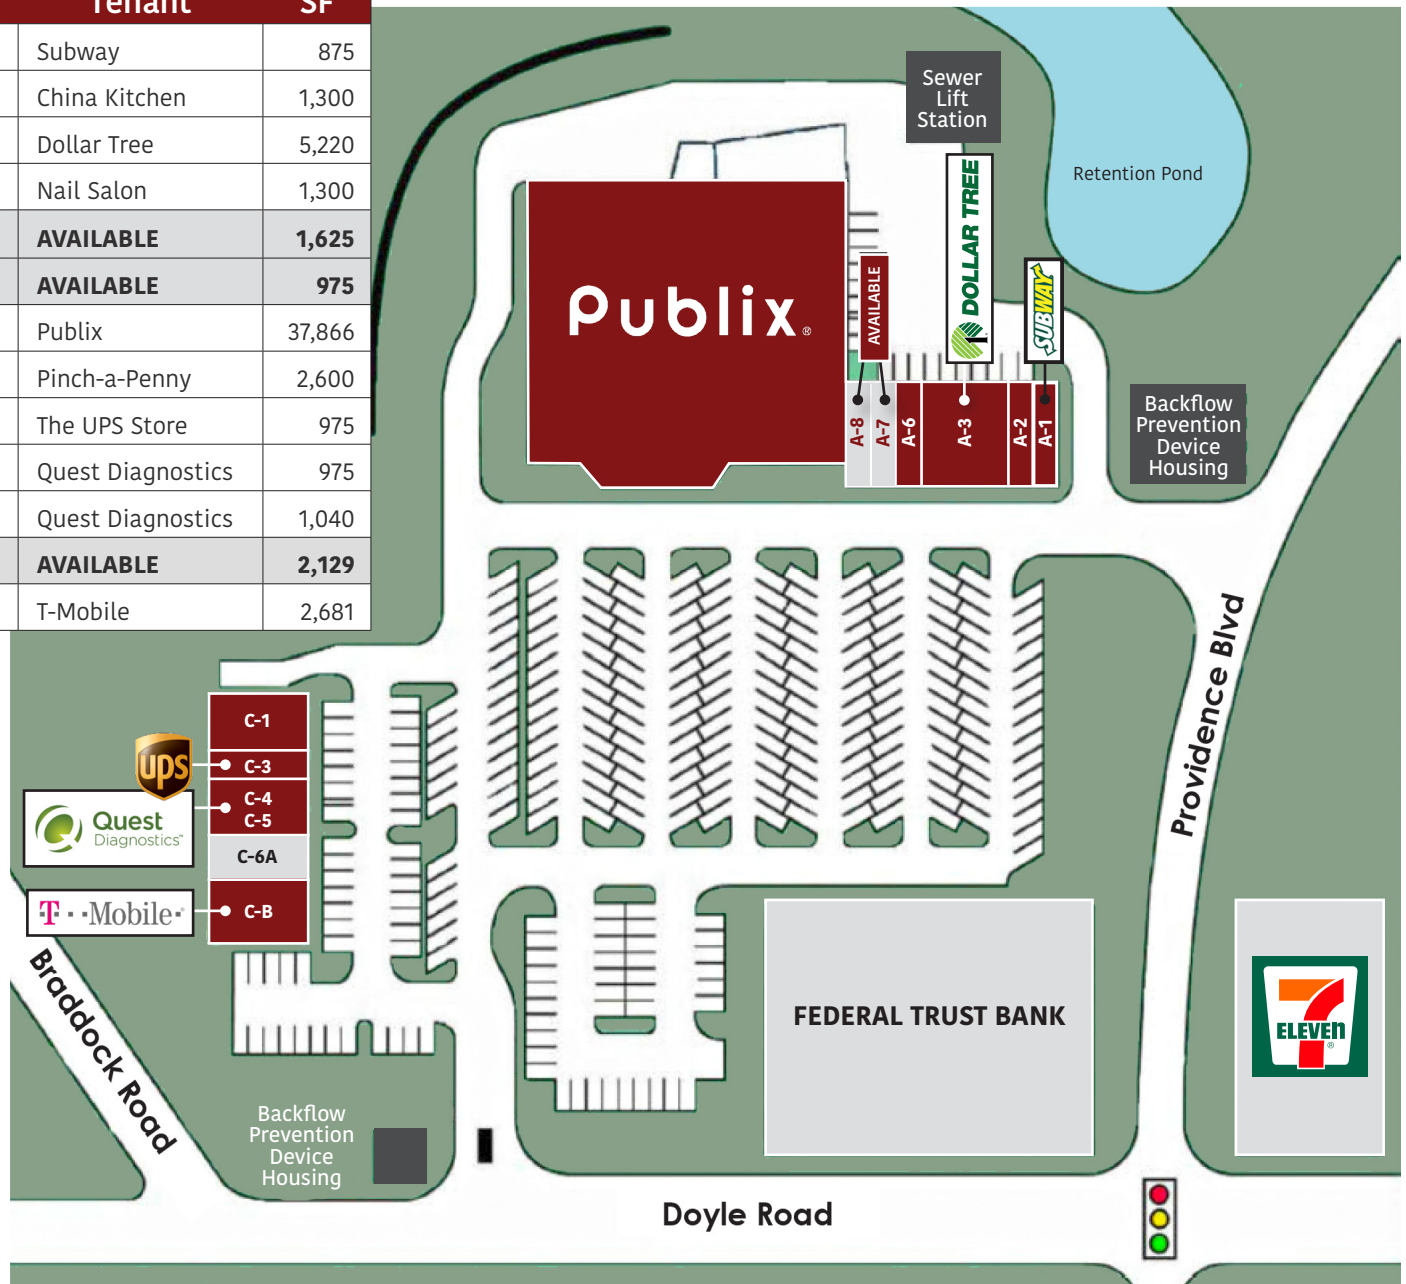 Tenant SF
Subway 875
China Kitchen 1,300
Dollar Tree 5,220
Nail Salon 1,300
AVAILABLE 1,625
AVAILABLE 975
Publix 37,866
Pinch-a-Penny 2,600
The UPS Store 975
Quest Diagnostics 975
Quest Diagnostics 1,040
AVAILABLE 2,129
T-Mobile 2,681
Sewer
Lift
Station
Retention Pond
DOLLAR TREE
SUBWAY
AVAILABLE
Publix®
A-8
A-7
A-6
A-3
A-2
A-1
Backflow
Prevention
Device
Housing
Providence Blvd
C-1
ups
C-3
Quest
Diagnostics™
C-4
C-5
C-6A
T··Mobile·
C-B
Braddock Road
FEDERAL TRUST BANK
7
ELEVEn
®
Backflow
Prevention
Device
Housing
Doyle Road